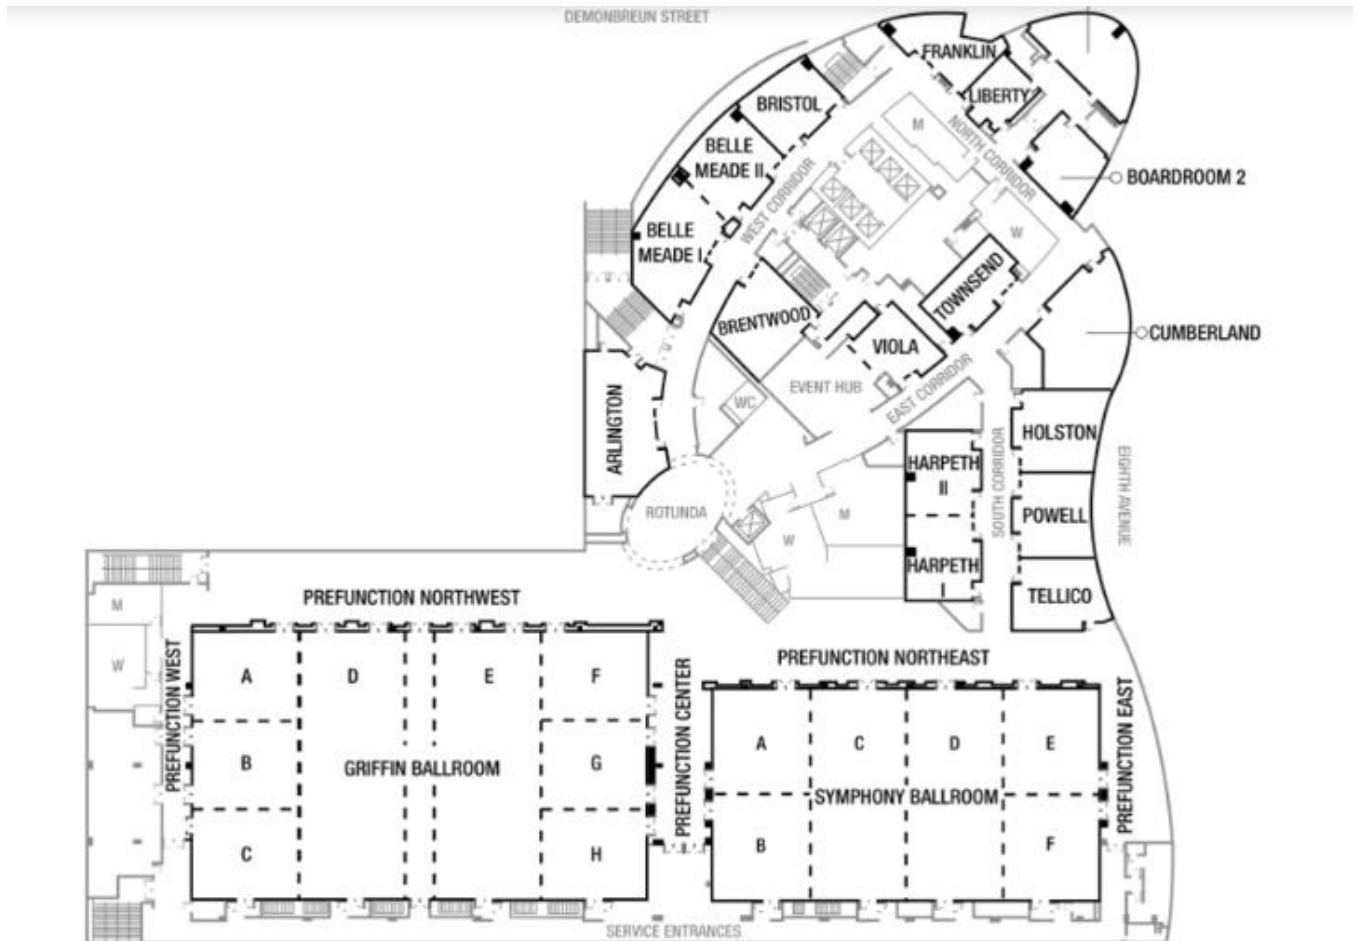 DEMONBREUN STREET
FRANKLIN
LIBERTY
BRISTOL
M
NORTH CORRIDOR
BELLE
MEADE II
BOARDROOM 2
WEST CORRIDOR
BELLE
MEADE I
W
TOWNSEND
BRENTWOOD
VIOLA
CUMBERLAND
EVENT HUB
EAST CORRIDOR
WC
ARLINGTON
HOLSTON
HARPETH
II
SOUTH CORRIDOR
EIGHTH AVENUE
ROTUNDA
M
POWELL
W
HARPETH
I
TELLICO
PREFUNCTION NORTHWEST
M
W
PREFUNCTION WEST
PREFUNCTION NORTHEAST
A
D
E
F
PREFUNCTION CENTER
PREFUNCTION EAST
A
C
D
E
B
GRIFFIN BALLROOM
G
SYMPHONY BALLROOM
C
H
B
F
SERVICE ENTRANCES